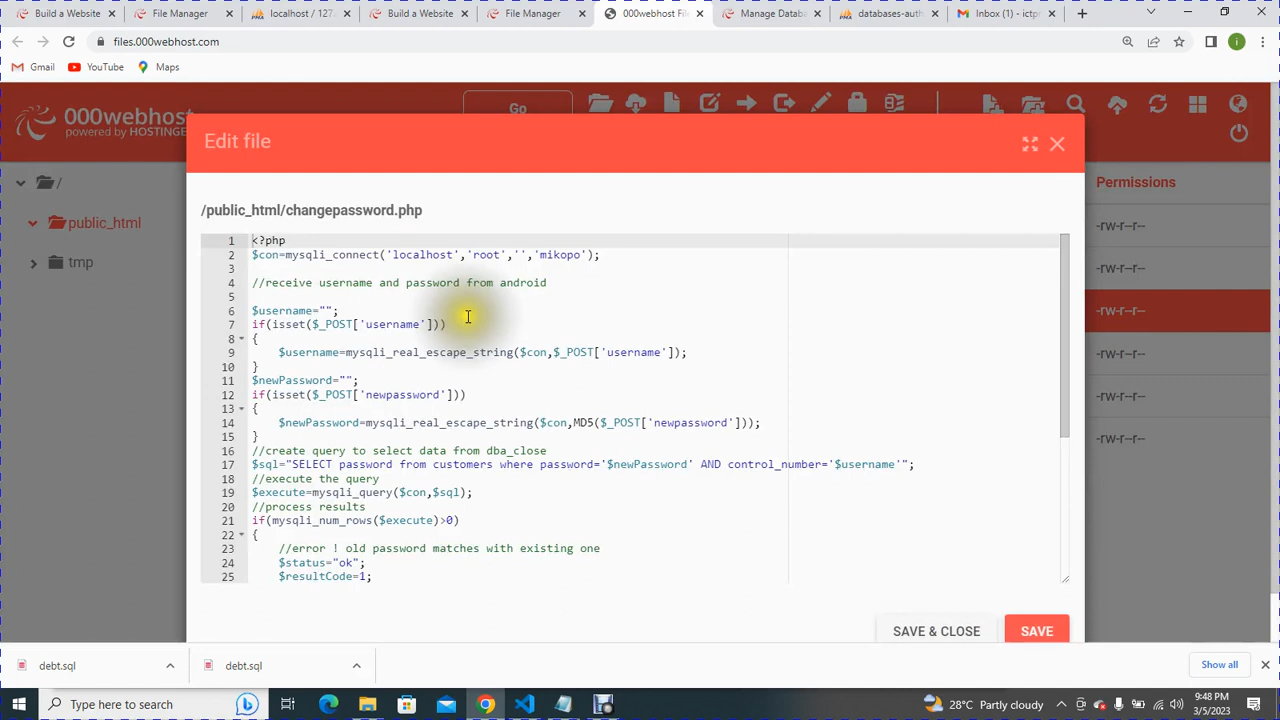 Build a Website
File Manager
localhost / 127
Build a Website
File Manager
000webhost Fil
Manage Datab
databases-auth
Inbox (1) - ictp
files.000webhost.com
i
Gmail
YouTube
Maps
000webhost
powered by HOSTINGE
Go
Edit file
/
public_html
tmp
Permissions
-rw-r--r--
-rw-r--r--
-rw-r--r--
-rw-r--r--
-rw-r--r--
-rw-r--r--
/public_html/changepassword.php
1 <?php
2 $con=mysqli_connect('localhost','root','','mikopo');
3
4 //receive username and password from android
5
6 $username="";
7 if(isset($_POST['username']))
8 {
9 $username=mysqli_real_escape_string($con,$_POST['username']);
10 }
11 $newPassword="";
12 if(isset($_POST['newpassword']))
13 {
14 $newPassword=mysqli_real_escape_string($con,MD5($_POST['newpassword']));
15 }
16 //create query to select data from dba_close
17 $sql="SELECT password from customers where password='$newPassword' AND control_number='$username'";
18 //execute the query
19 $execute=mysqli_query($con,$sql);
20 //process results
21 if(mysqli_num_rows($execute)>0)
22 {
23 //error ! old password matches with existing one
24 $status="ok";
25 $resultCode=1;
SAVE & CLOSE
SAVE
debt.sql
debt.sql
Show all
Type here to search
28°C Partly cloudy
9:48 PM
3/5/2023